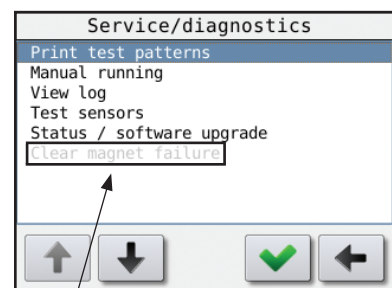 Service/diagnostics
Print test patterns
Manual running
View log
Test sensors
Status / software upgrade
Clear magnet failure